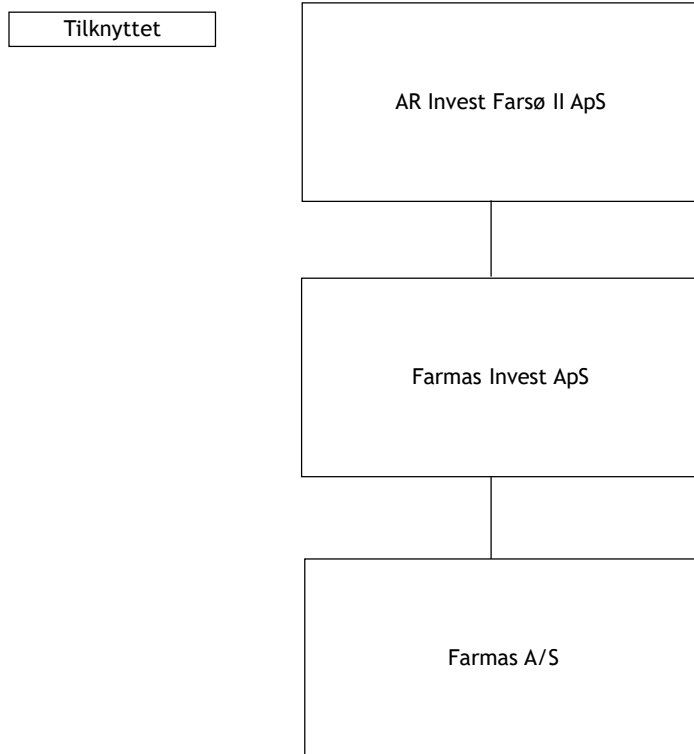 Tilknyttet
AR Invest Farsø II ApS
Farmas Invest ApS
Farmas A/S